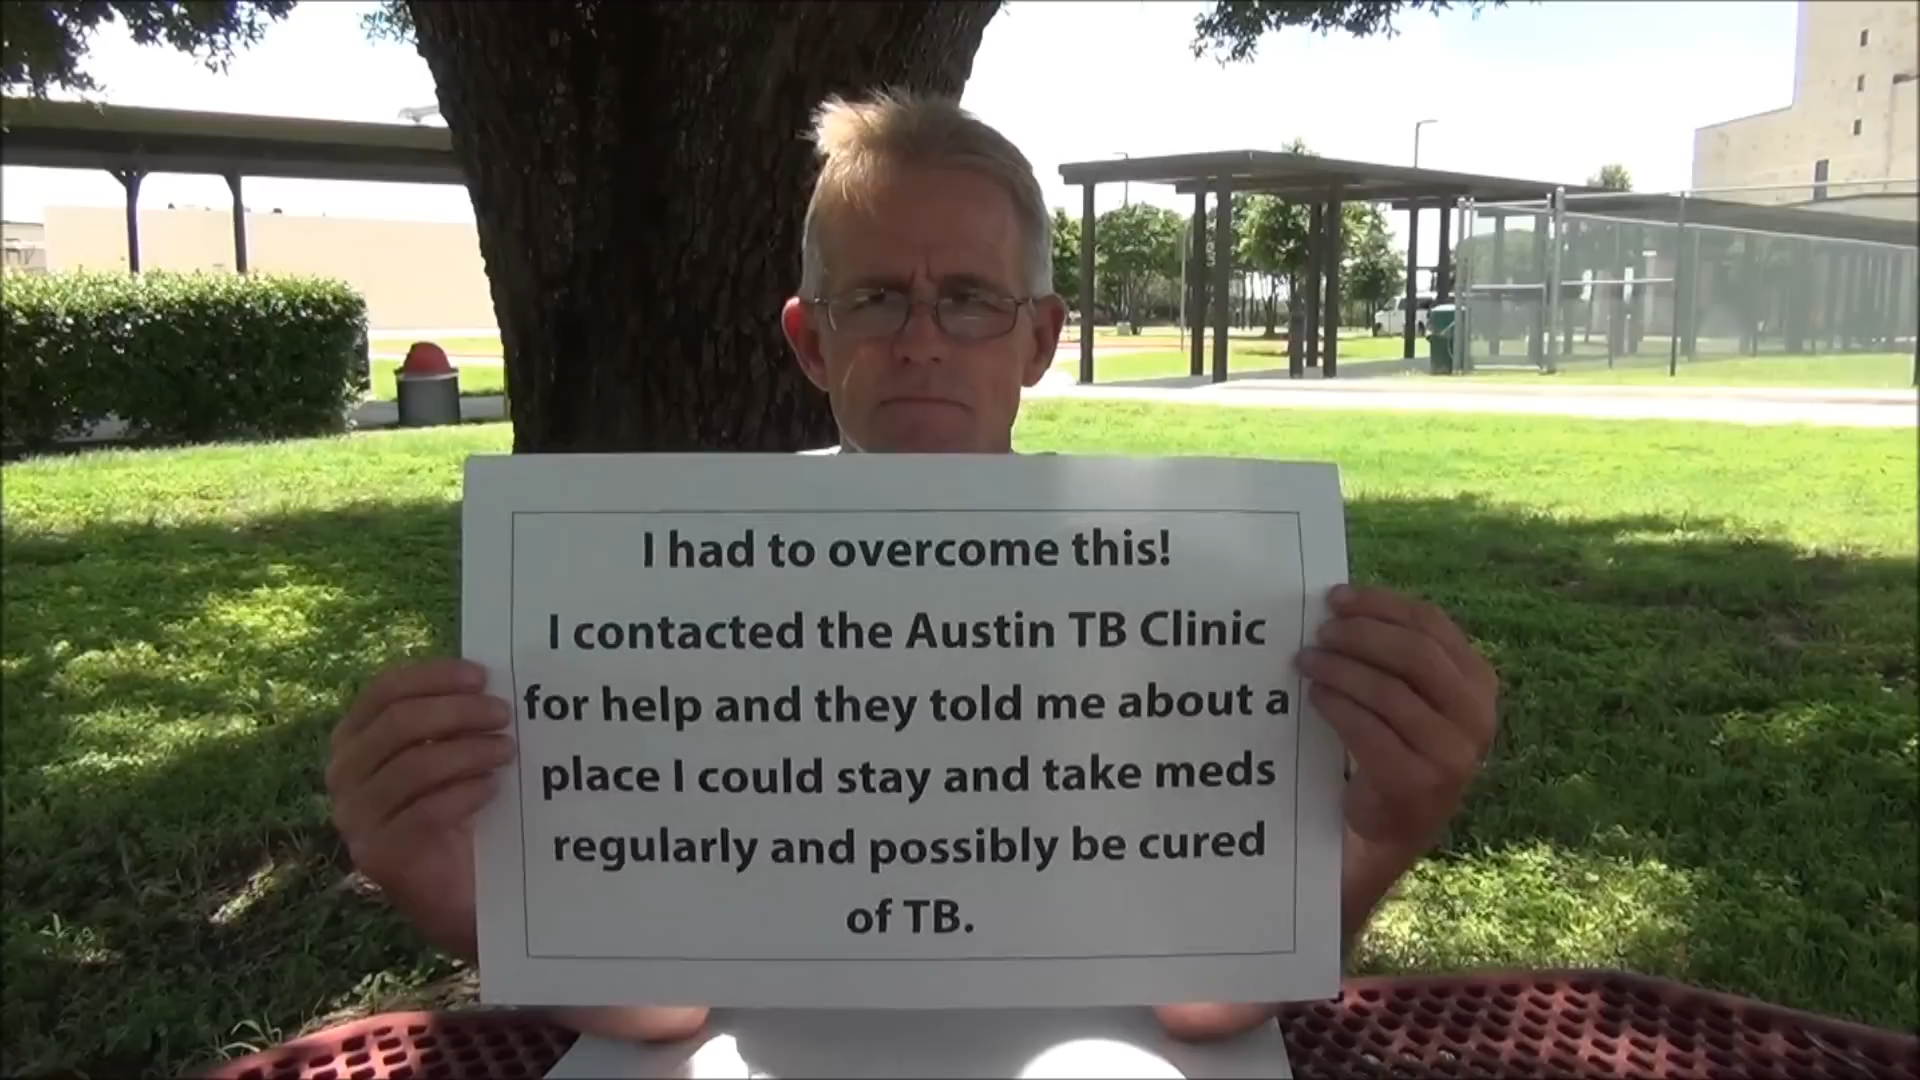 I had to overcome this!
I contacted the Austin TB Clinic
for help and they told me about a
place I could stay and take meds
regularly and possibly be cured
of TB.